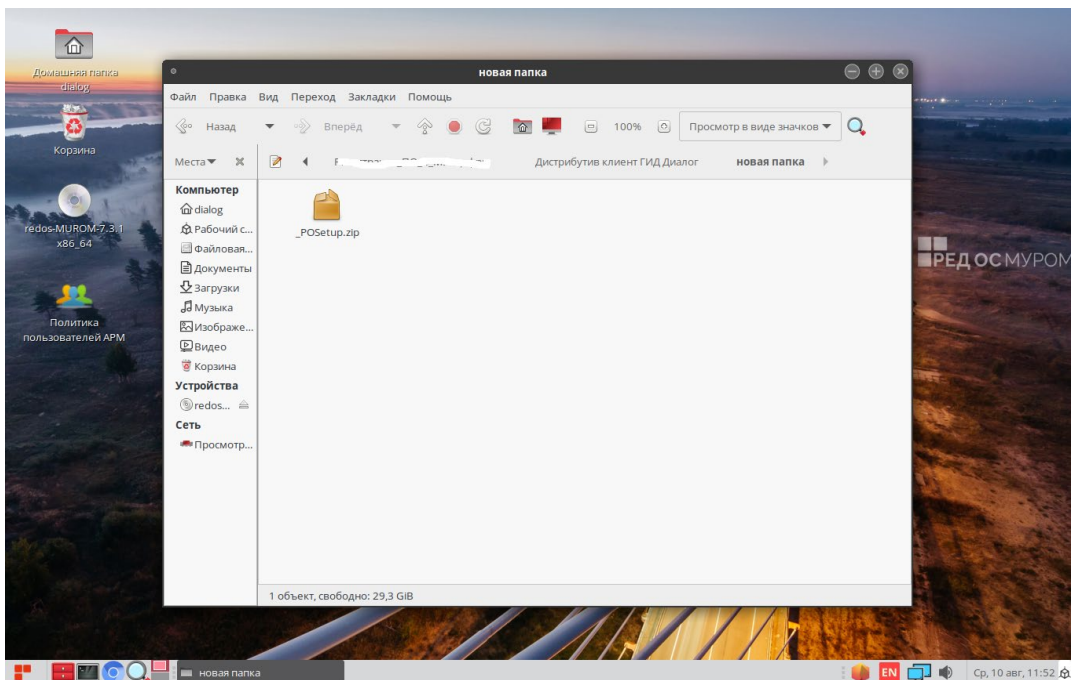 Домашняя папка
dialog
Корзина
redos-MUROM-7.3.1
x86_64
Политика
пользователей АРМ
новая папка
Файл Правка Вид Переход Закладки Помощь
Назад Вперёд 100% Просмотр в виде значков
Места Дистрибутив клиент ГИД Диалог новая папка
Компьютер
dialog
Рабочий с...
Файловая...
Документы
Загрузки
Музыка
Изображе...
Видео
Корзина
Устройства
redos...
Сеть
Просмотр...
_POSetup.zip
1 объект, свободно: 29,3 GiB
РЕД ОС МУРОМ
новая папка
EN
Ср, 10 авг, 11:52